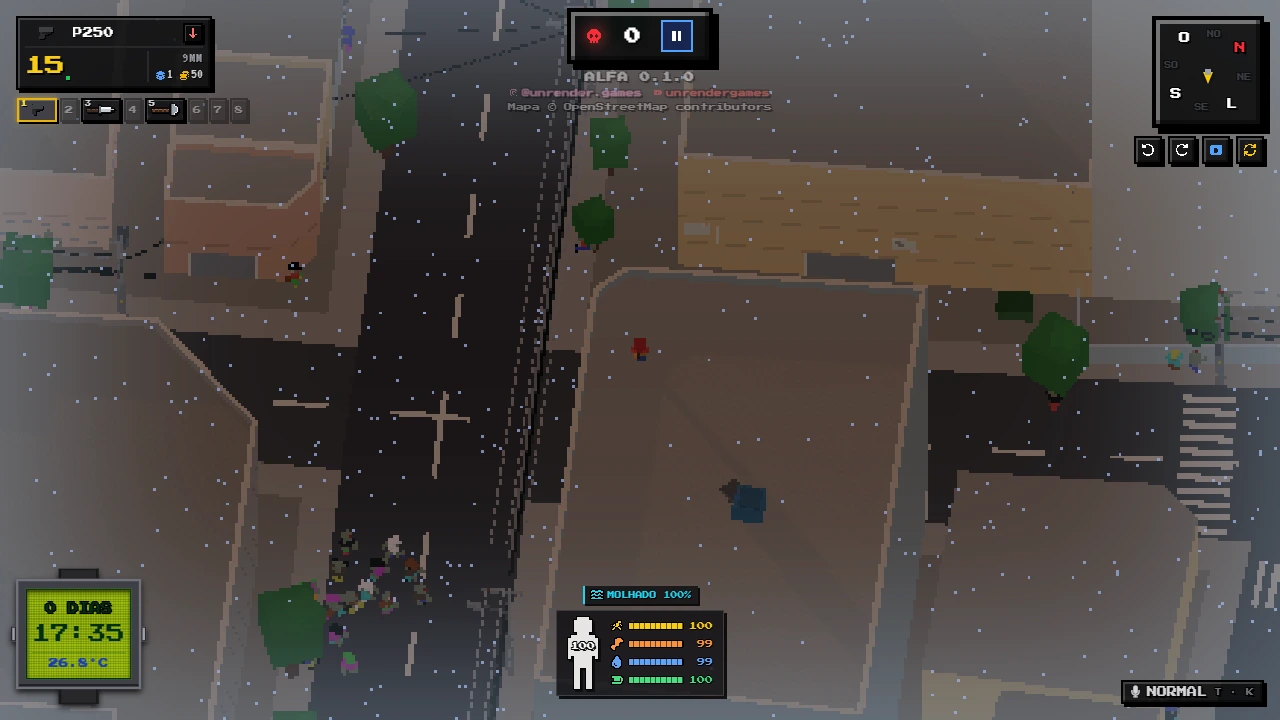 P250
15
9MM
1
50
1
2
3
4
5
6
7
8
0
ALFA 0.1.0
© @unrender.games unrendergames
Mapa © OpenStreetMap contributors
O
NO
N
SO
NE
S
SE
L
0 DIAS
17:35
26.8°C
MOLHADO 100%
100
100
99
99
100
NORMAL T · K